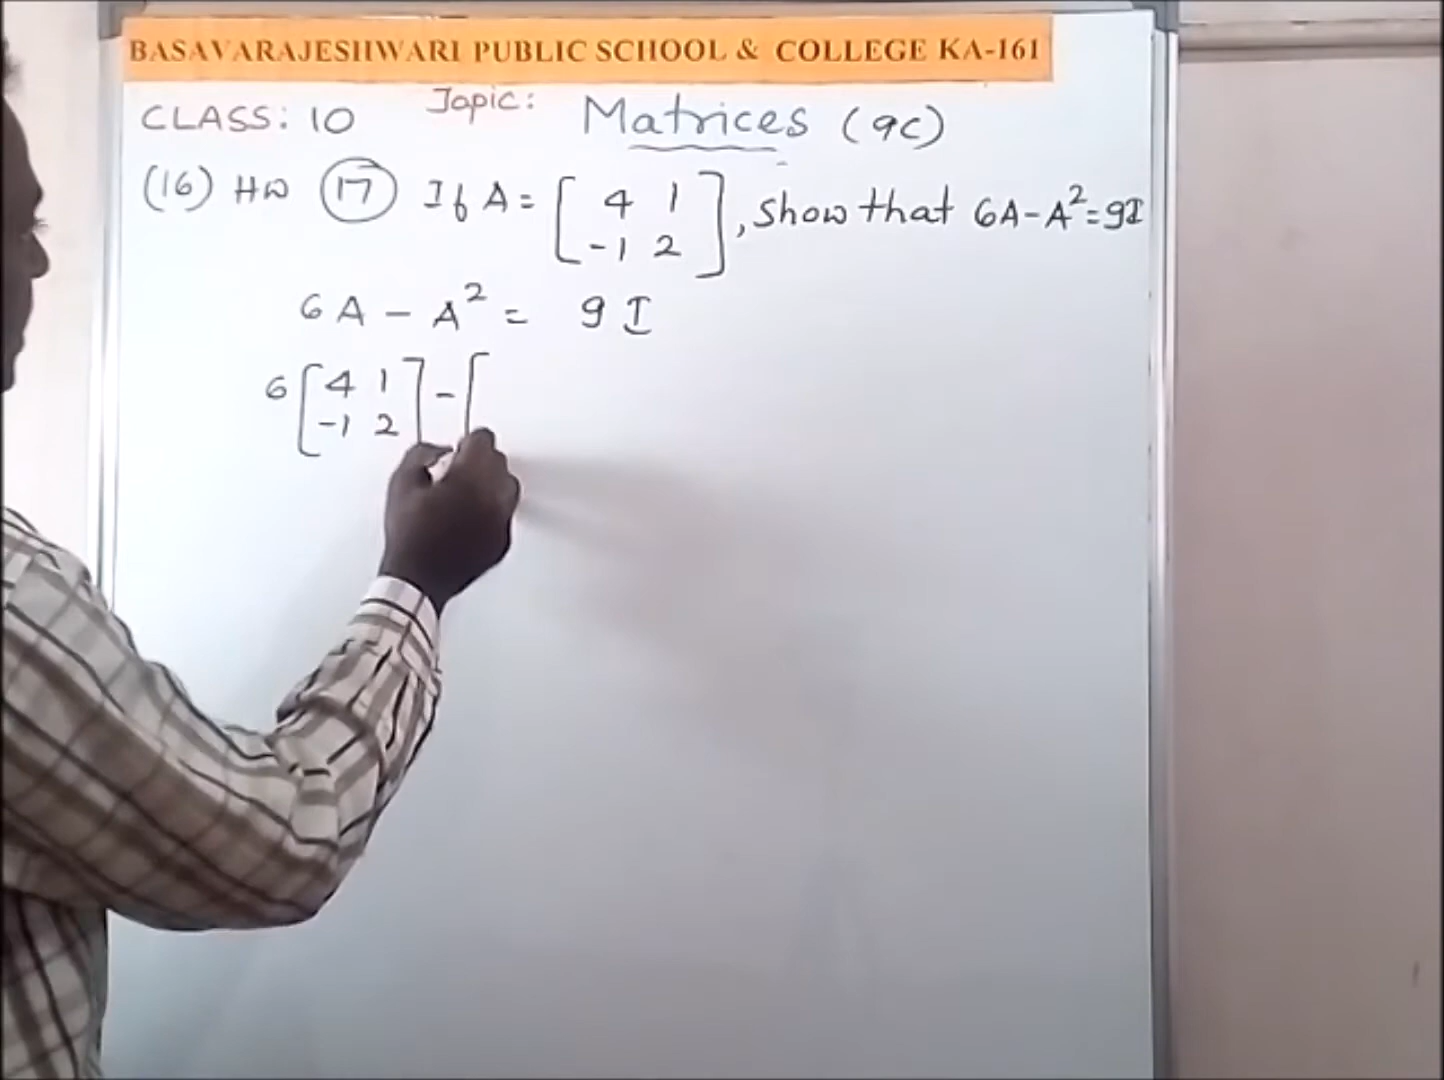 BASAVARAJESHWARI PUBLIC SCHOOL & COLLEGE KA-161
CLASS: 10 Topic: Matrices (9C)
(16) HW (17) If A = [ 4 1 ], Show that 6A - A² = 9I
-1 2
6A - A² = 9I
6 [ 4 1 ] - [
-1 2